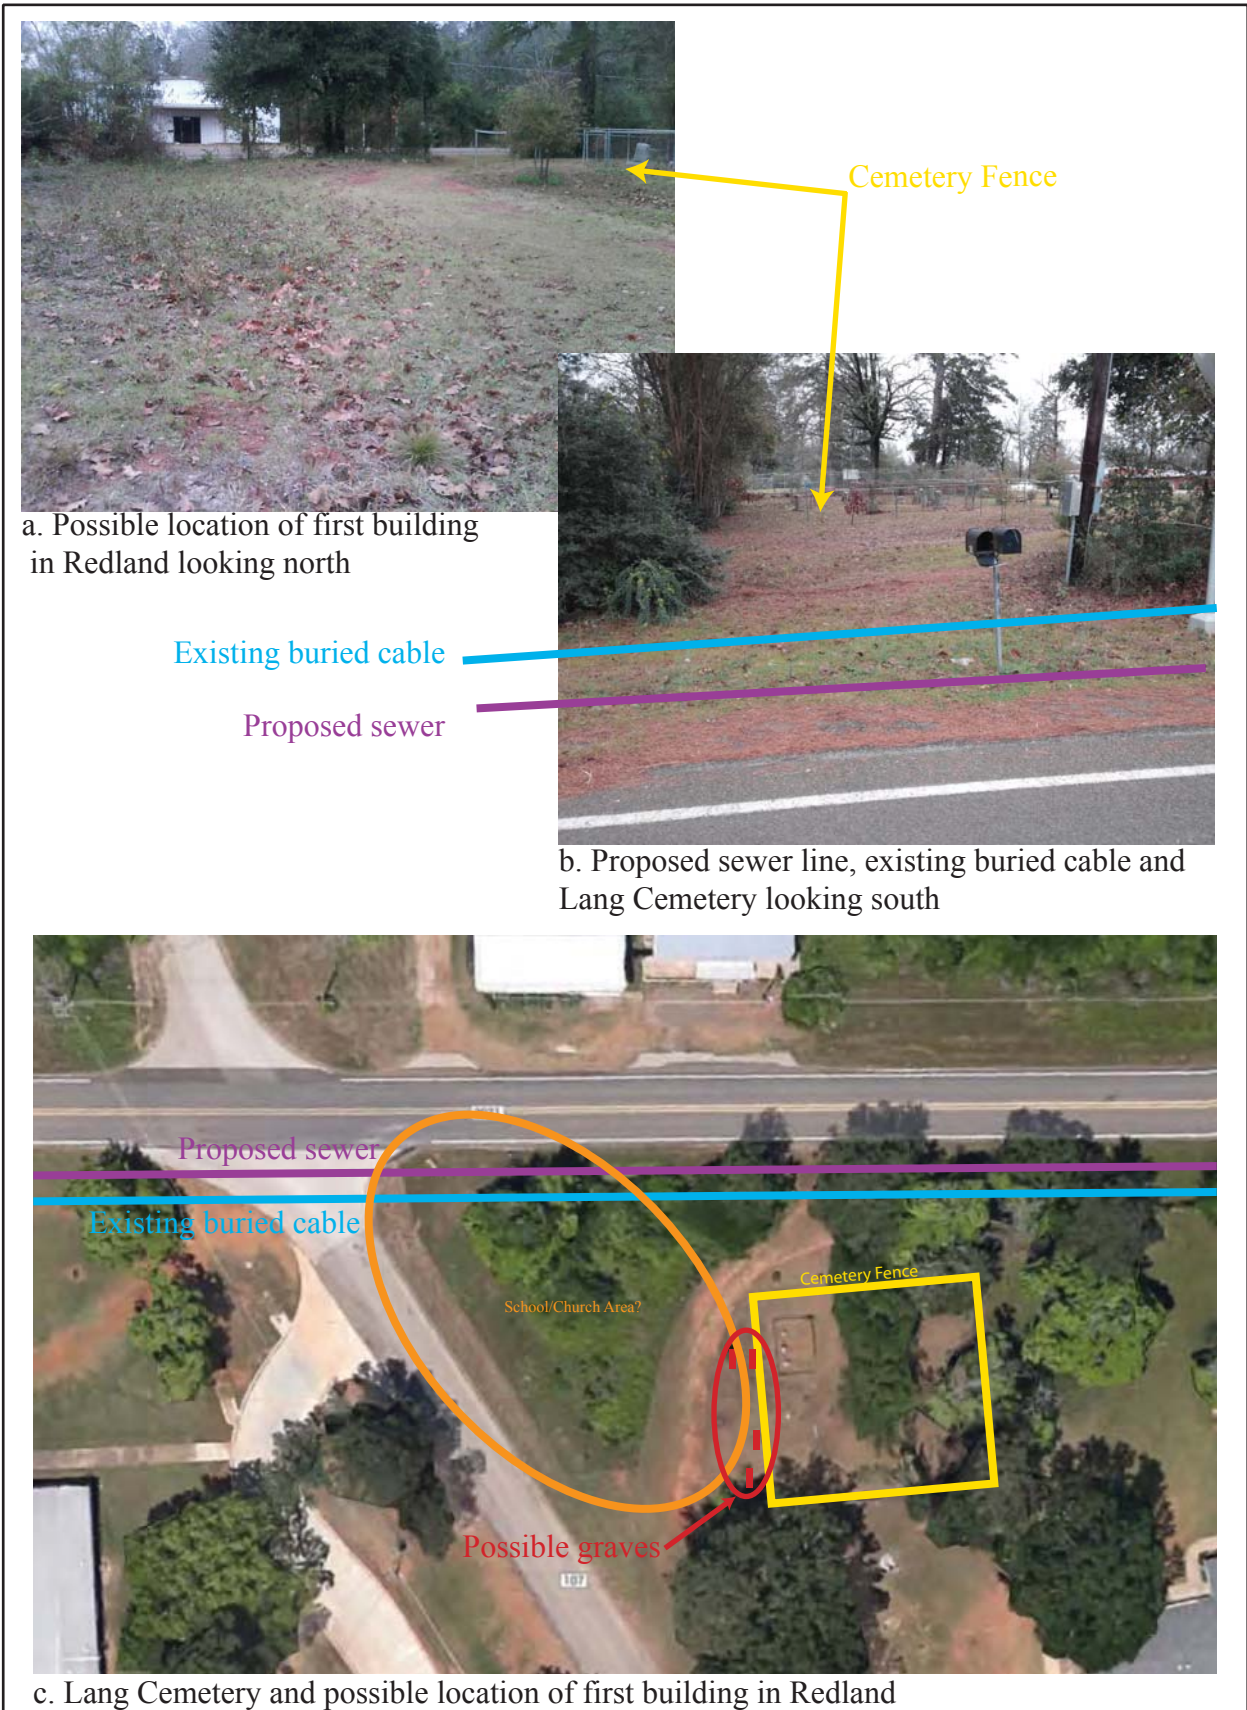 Cemetery Fence
a. Possible location of first building
in Redland looking north
Existing buried cable
Proposed sewer
b. Proposed sewer line, existing buried cable and
Lang Cemetery looking south
Proposed sewer
Existing buried cable
Cemetery Fence
School/Church Area?
Possible graves
107
c. Lang Cemetery and possible location of first building in Redland